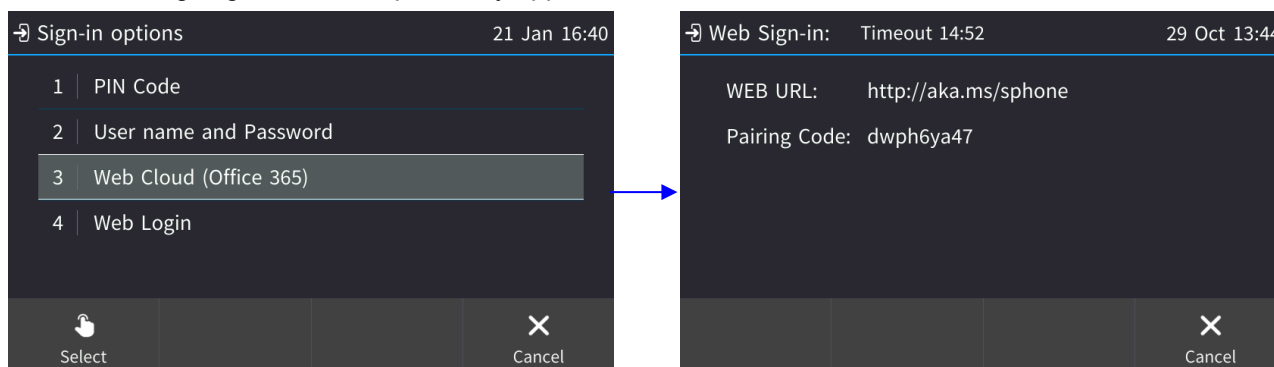 Sign-in options 21 Jan 16:40
1 PIN Code
2 User name and Password
3 Web Cloud (Office 365)
4 Web Login
Select Cancel
Web Sign-in: Timeout 14:52 29 Oct 13:44
WEB URL: http://aka.ms/sphone
Pairing Code: dwph6ya47
Cancel